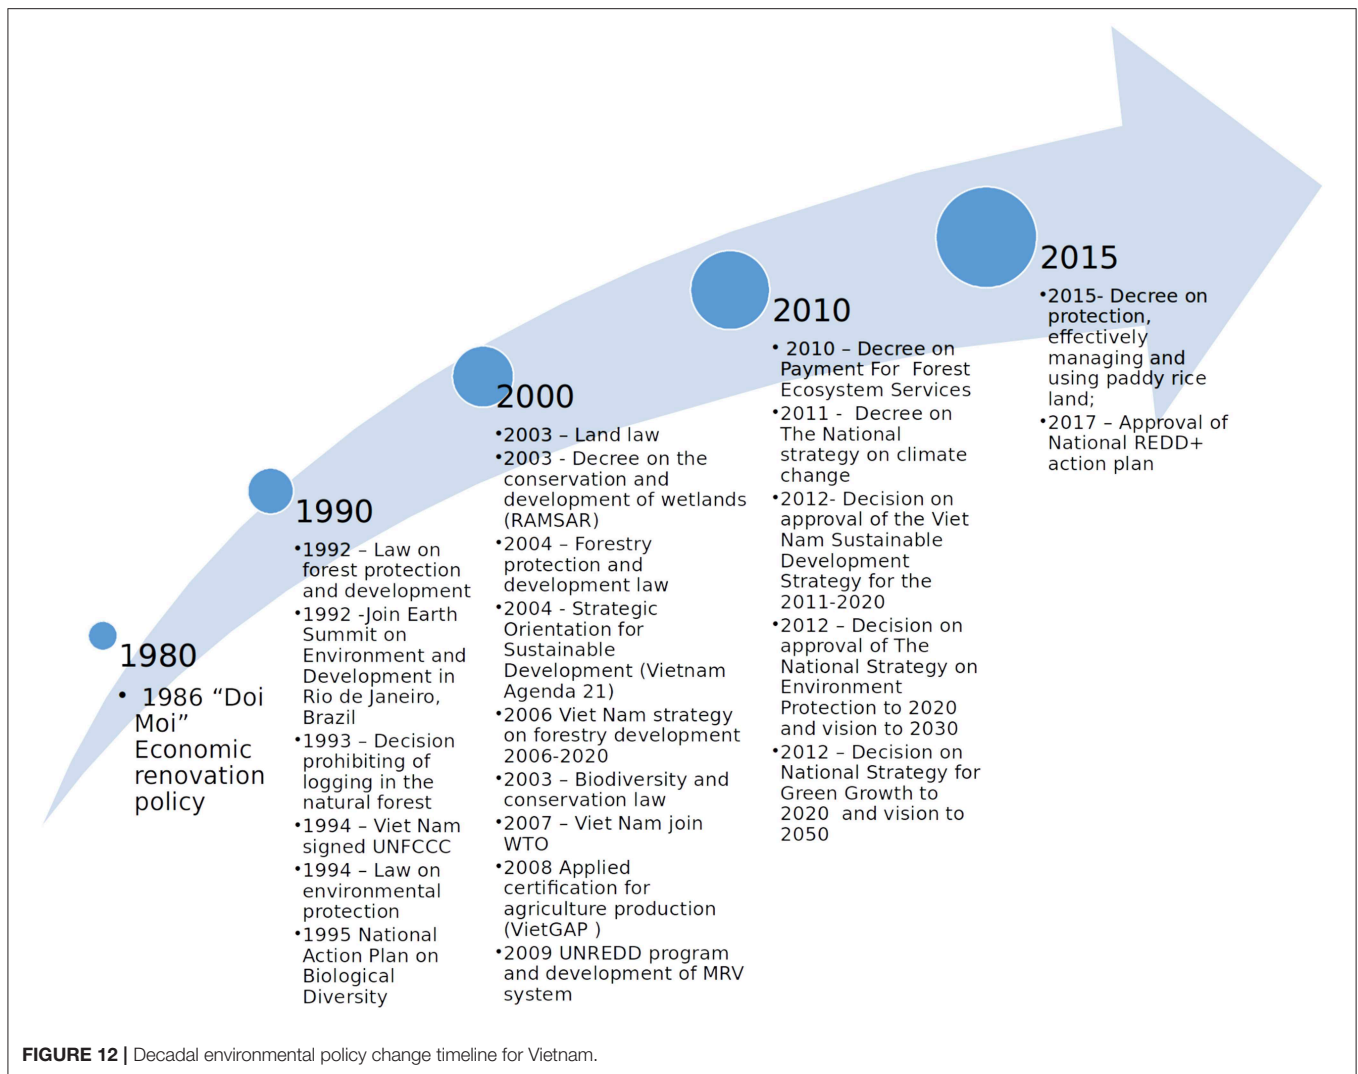 1980
• 1986 “Doi
Moi”
Economic
renovation
policy
1990
•1992 – Law on
forest protection
and development
•1992 -Join Earth
Summit on
Environment and
Development in
Rio de Janeiro,
Brazil
•1993 – Decision
prohibiting of
logging in the
natural forest
•1994 – Viet Nam
signed UNFCCC
•1994 – Law on
environmental
protection
•1995 National
Action Plan on
Biological
Diversity
2000
•2003 – Land law
•2003 - Decree on the
conservation and
development of wetlands
(RAMSAR)
•2004 – Forestry
protection and
development law
•2004 - Strategic
Orientation for
Sustainable
Development (Vietnam
Agenda 21)
•2006 Viet Nam strategy
on forestry development
2006-2020
•2003 – Biodiversity and
conservation law
•2007 – Viet Nam join
WTO
•2008 Applied
certification for
agriculture production
(VietGAP )
•2009 UNREDD program
and development of MRV
system
2010
• 2010 – Decree on
Payment For Forest
Ecosystem Services
•2011 - Decree on
The National
strategy on climate
change
•2012- Decision on
approval of the Viet
Nam Sustainable
Development
Strategy for the
2011-2020
•2012 – Decision on
approval of The
National Strategy on
Environment
Protection to 2020
and vision to 2030
•2012 – Decision on
National Strategy for
Green Growth to
2020 and vision to
2050
2015
•2015- Decree on
protection,
effectively
managing and
using paddy rice
land;
•2017 – Approval of
National REDD+
action plan
FIGURE 12 | Decadal environmental policy change timeline for Vietnam.